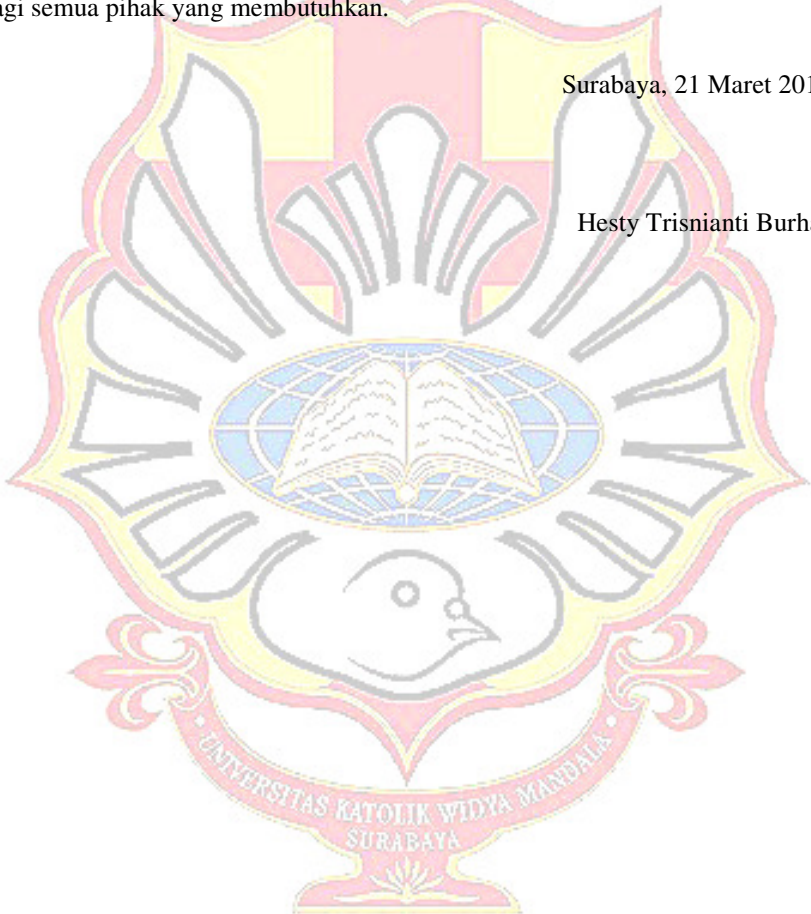 agi semua pihak yang membutuhkan.
Surabaya, 21 Maret 201
Hesty Trisnianti Burh
UNIVERSITAS KATOLIK WIDYA MANDALA
SURABAYA